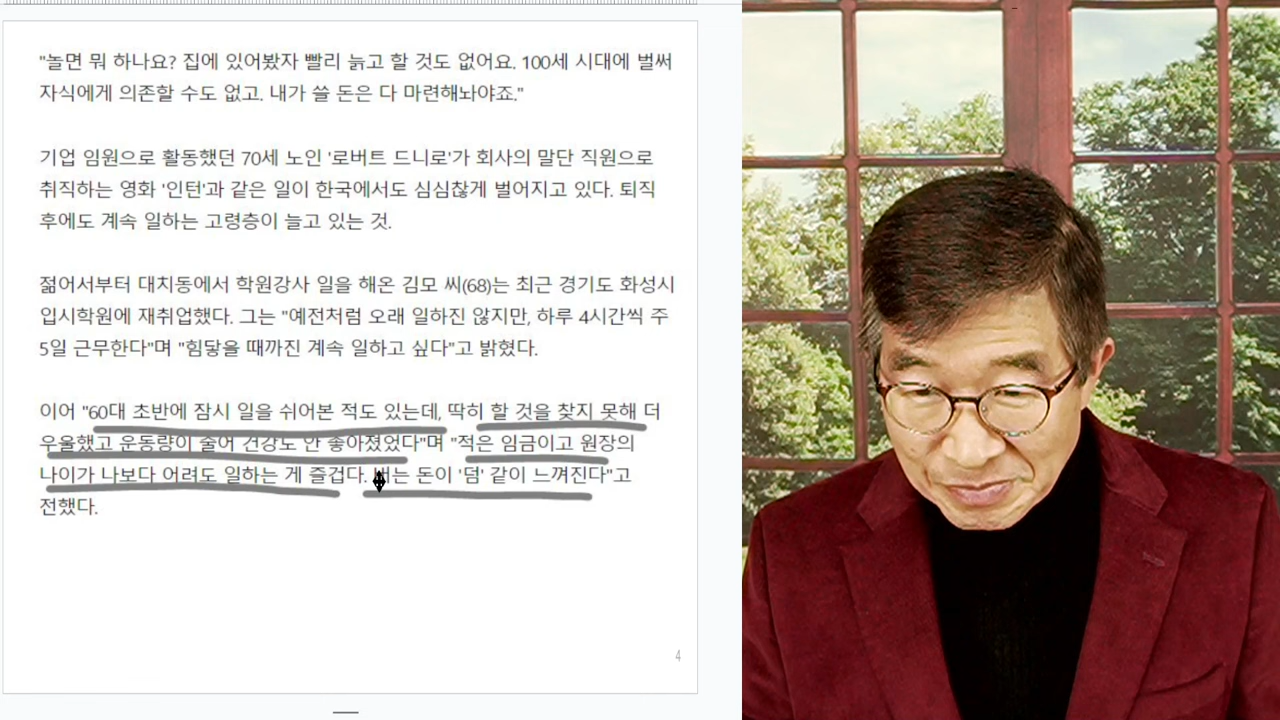 "놀면 뭐 하나요? 집에 있어봤자 빨리 늙고 할 것도 없어요. 100세 시대에 벌써
자식에게 의존할 수도 없고. 내가 쓸 돈은 다 마련해놔야죠."
기업 임원으로 활동했던 70세 노인 '로버트 드니로'가 회사의 말단 직원으로
취직하는 영화 '인턴'과 같은 일이 한국에서도 심심찮게 벌어지고 있다. 퇴직
후에도 계속 일하는 고령층이 늘고 있는 것.
젊어서부터 대치동에서 학원강사 일을 해온 김모 씨(68)는 최근 경기도 화성시
입시학원에 재취업했다. 그는 "예전처럼 오래 일하진 않지만, 하루 4시간씩 주
5일 근무한다"며 "힘닿을 때까진 계속 일하고 싶다"고 밝혔다.
이어 "60대 초반에 잠시 일을 쉬어본 적도 있는데, 딱히 할 것을 찾지 못해 더
우울했고 운동량이 줄어 건강도 안 좋아졌었다"며 "적은 임금이고 원장의
나이가 나보다 어려도 일하는 게 즐겁다. 버는 돈이 '덤' 같이 느껴진다"고
전했다.
4